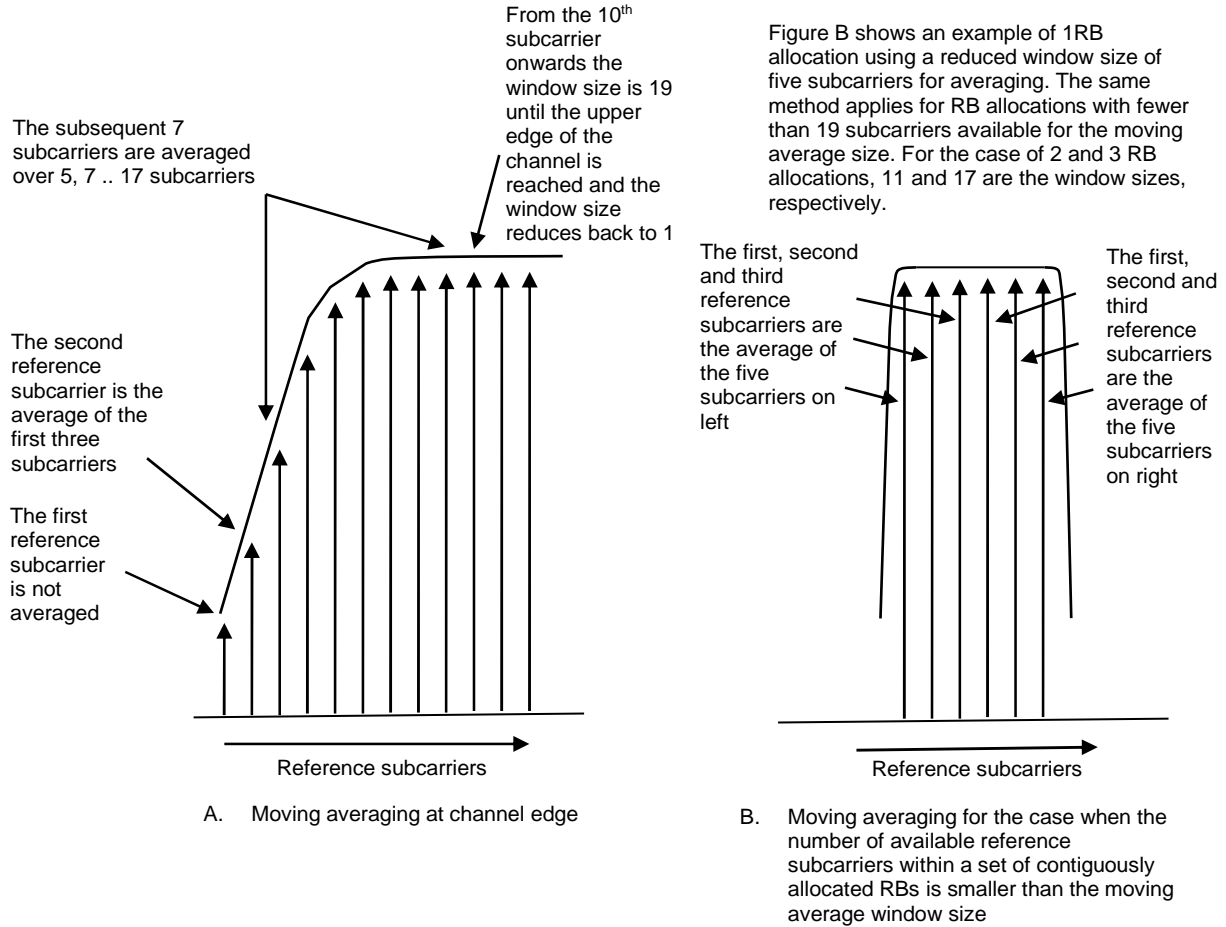 From the 10th
subcarrier
onwards the
window size is 19
until the upper
edge of the
channel is
reached and the
window size
reduces back to 1
Figure B shows an example of 1RB
allocation using a reduced window size of
five subcarriers for averaging. The same
method applies for RB allocations with fewer
than 19 subcarriers available for the moving
average size. For the case of 2 and 3 RB
allocations, 11 and 17 are the window sizes,
respectively.
The subsequent 7
subcarriers are averaged
over 5, 7 .. 17 subcarriers
The second
reference
subcarrier is the
average of the
first three
subcarriers
The first
reference
subcarrier
is not
averaged
The first, second
and third
reference
subcarriers are
the average of
the five
subcarriers on
left
The first,
second and
third
reference
subcarriers
are the
average of
the five
subcarriers
on right
Reference subcarriers
A. Moving averaging at channel edge
Reference subcarriers
B. Moving averaging for the case when the
number of available reference
subcarriers within a set of contiguously
allocated RBs is smaller than the moving
average window size